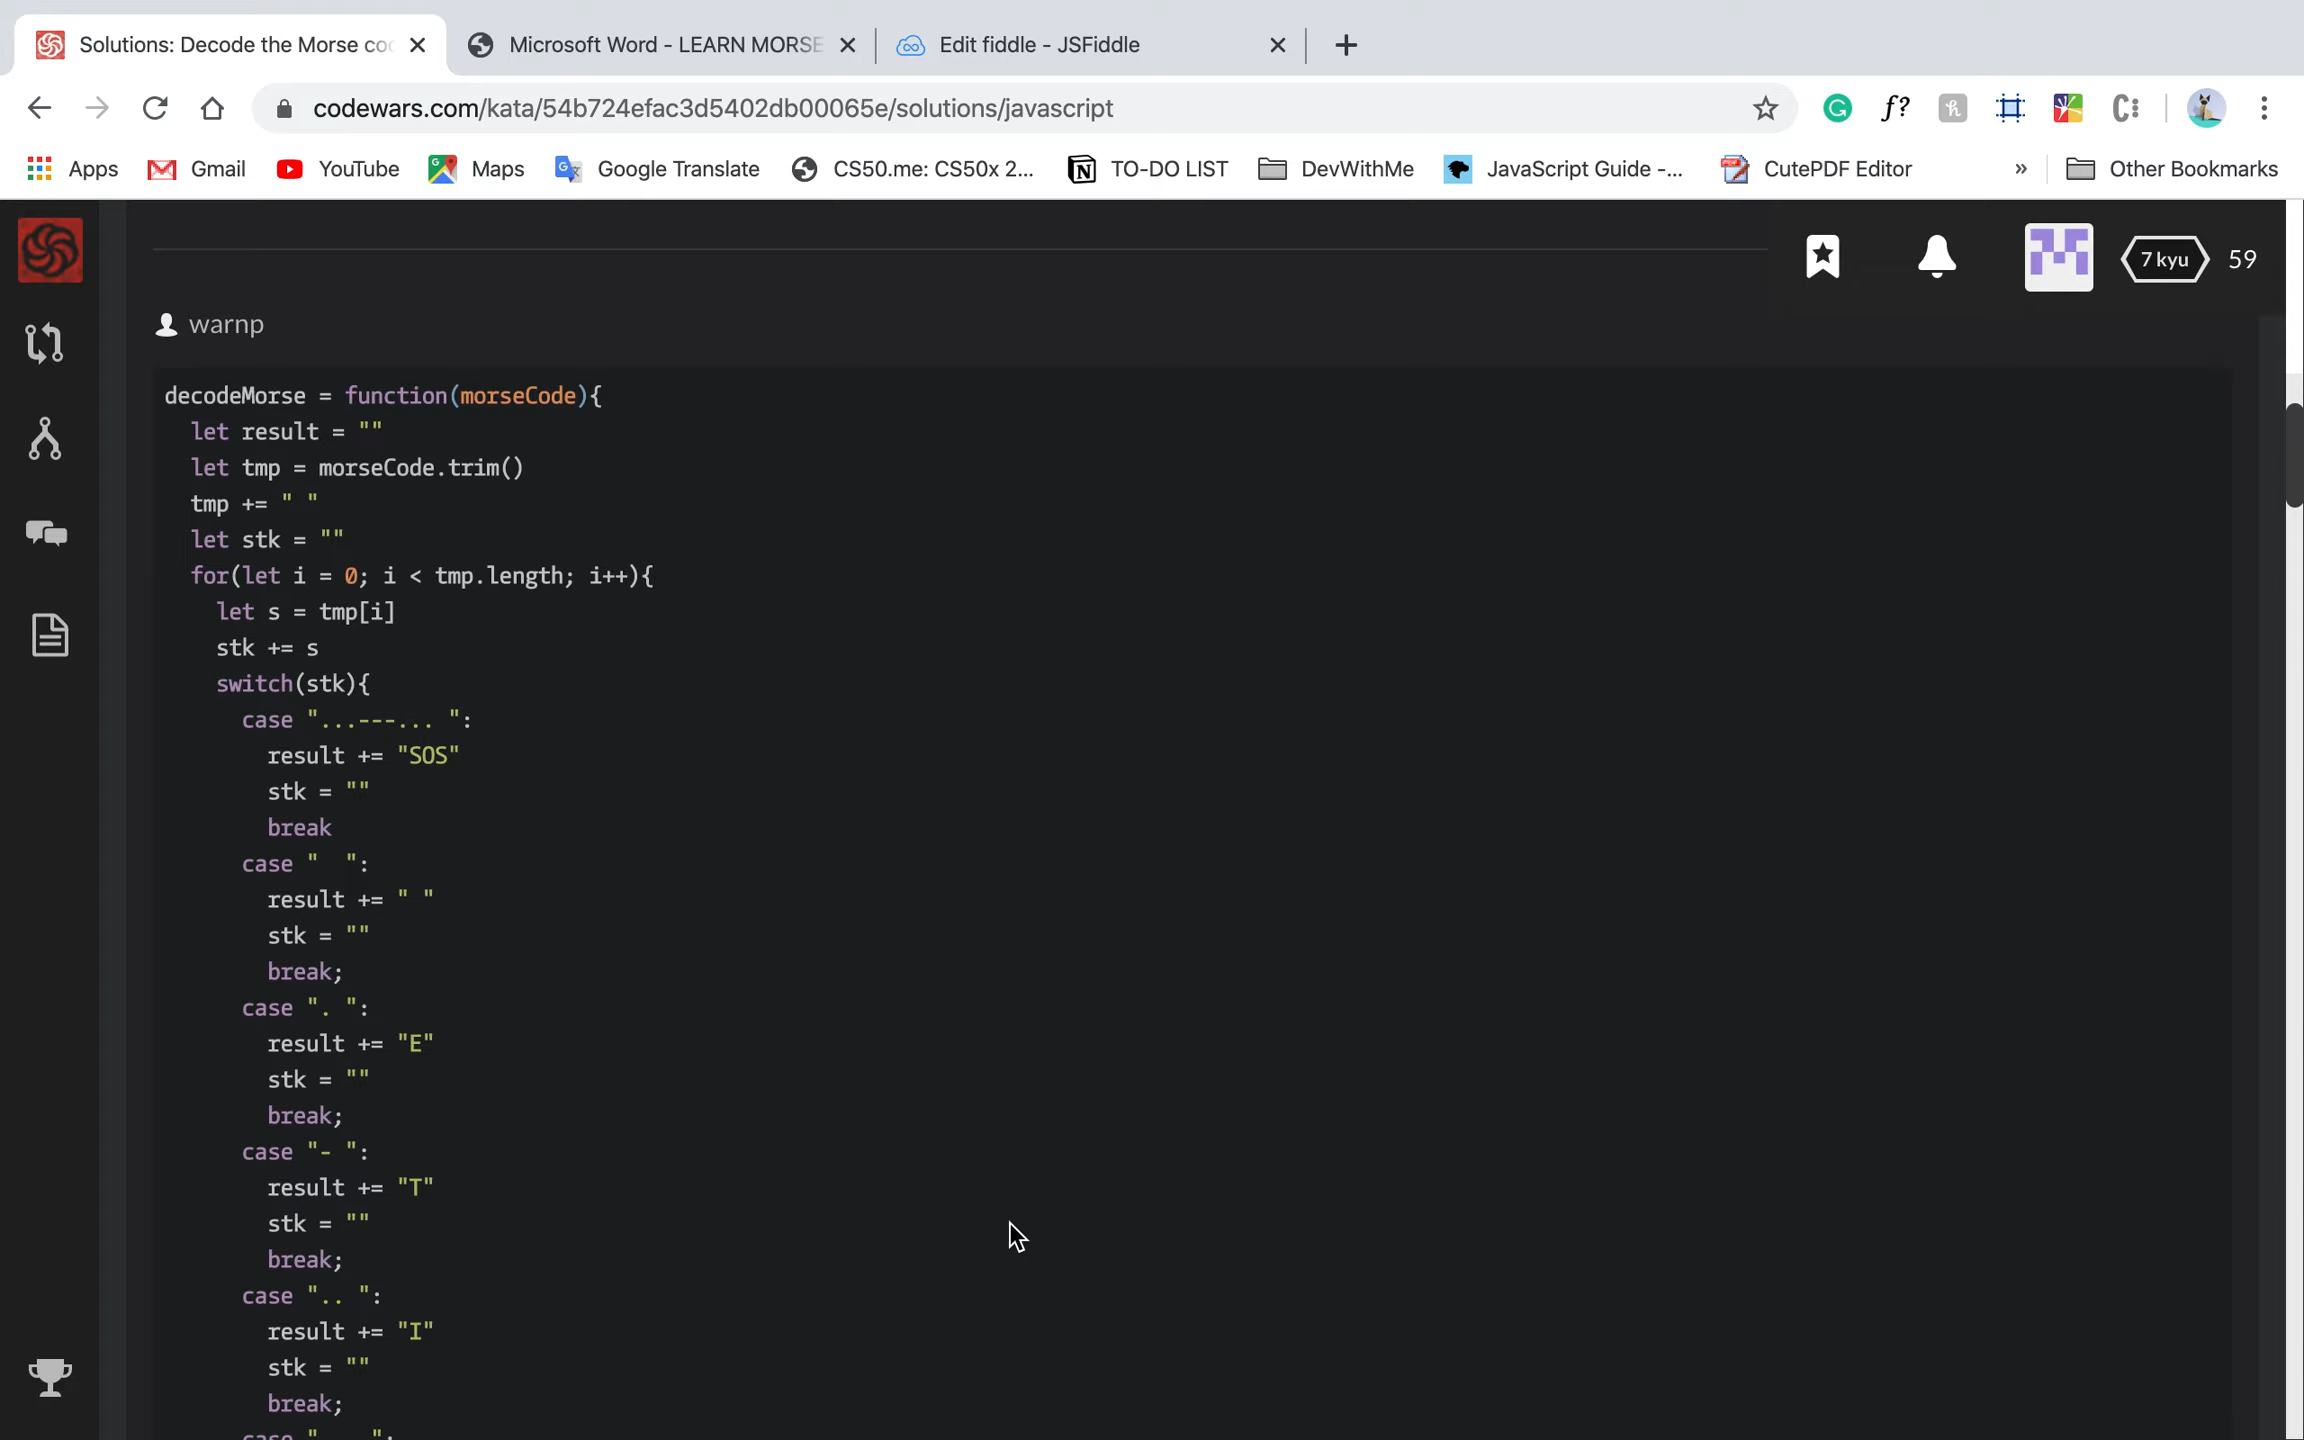 Solutions: Decode the Morse coc
Microsoft Word - LEARN MORSE
Edit fiddle - JSFiddle
codewars.com/kata/54b724efac3d5402db00065e/solutions/javascript
Apps
Gmail
YouTube
Maps
Google Translate
CS50.me: CS50x 2...
TO-DO LIST
DevWithMe
JavaScript Guide -...
CutePDF Editor
»
Other Bookmarks
7 kyu
59
warnp
decodeMorse = function(morseCode){
  let result = ""
  let tmp = morseCode.trim()
  tmp += " "
  let stk = ""
  for(let i = 0; i < tmp.length; i++){
    let s = tmp[i]
    stk += s
    switch(stk){
      case "...---... ":
        result += "SOS"
        stk = ""
        break
      case "  ":
        result += " "
        stk = ""
        break;
      case ". ":
        result += "E"
        stk = ""
        break;
      case "- ":
        result += "T"
        stk = ""
        break;
      case ".. ":
        result += "I"
        stk = ""
        break;